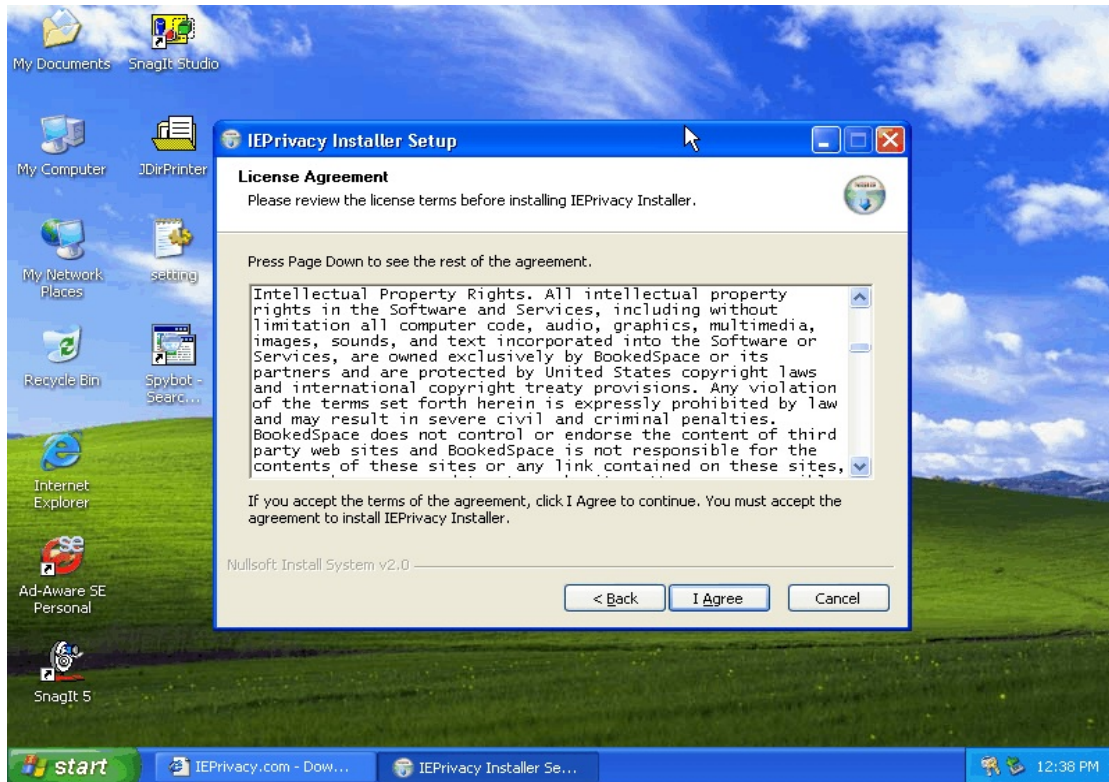 My Documents
SnagIt Studio
My Computer
JDirPrinter
My Network
Places
setting
Recycle Bin
Spybot -
Searc...
Internet
Explorer
Ad-Aware SE
Personal
SnagIt 5
IEPrivacy Installer Setup
License Agreement
Please review the license terms before installing IEPrivacy Installer.
Press Page Down to see the rest of the agreement.
Intellectual Property Rights. All intellectual property
rights in the Software and Services, including without
limitation all computer code, audio, graphics, multimedia,
images, sounds, and text incorporated into the Software or
Services, are owned exclusively by BookedSpace or its
partners and are protected by United States copyright laws
and international copyright treaty provisions. Any violation
of the terms set forth herein is expressly prohibited by law
and may result in severe civil and criminal penalties.
BookedSpace does not control or endorse the content of third
party web sites and BookedSpace is not responsible for the
contents of these sites or any link contained on these sites,
If you accept the terms of the agreement, click I Agree to continue. You must accept the
agreement to install IEPrivacy Installer.
Nullsoft Install System v2.0
< Back
I Agree
Cancel
start
IEPrivacy.com - Dow...
IEPrivacy Installer Se...
12:38 PM